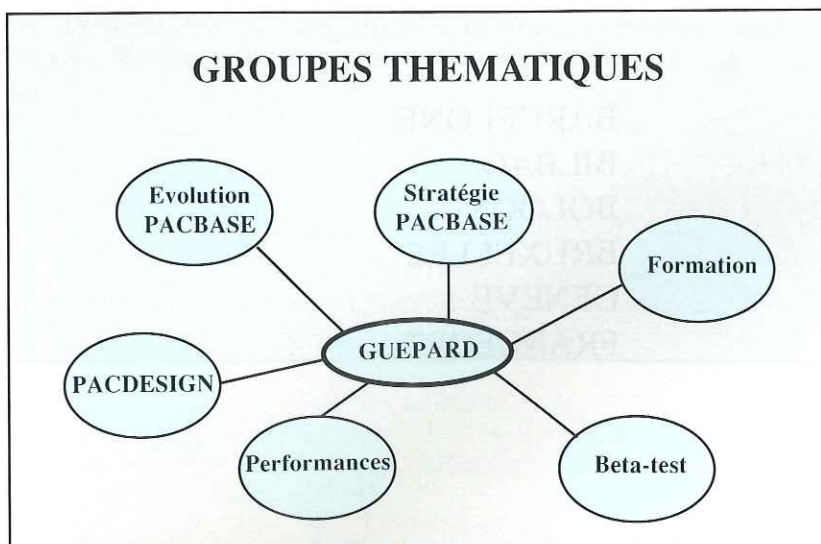 GROUPES THEMATIQUES
Evolution
PACBASE
Stratégie
PACBASE
Formation
GUEPARD
PACDESIGN
Performances
Beta-test